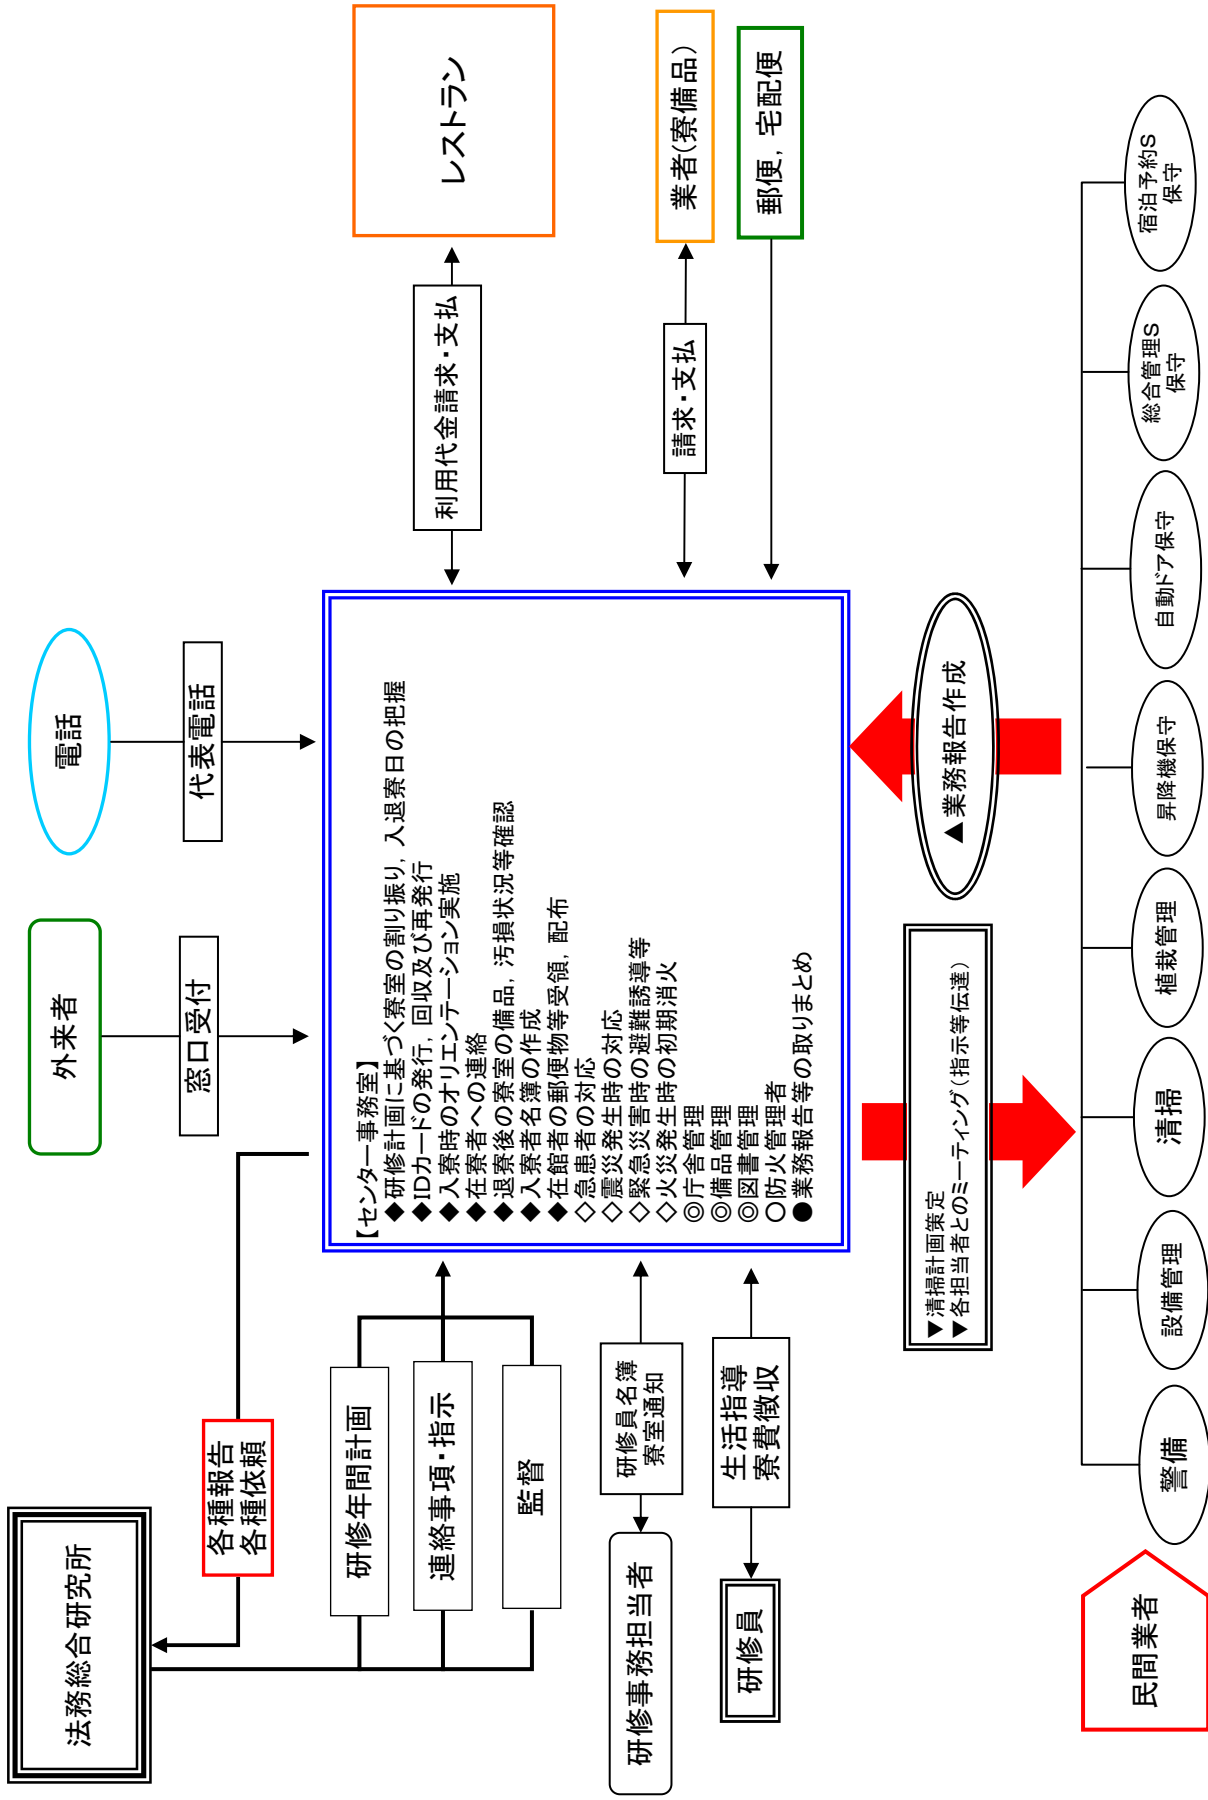 法務総合研究所
各種報告
各種依頼
外来者
窓口受付
電話
代表電話
研修年間計画
連絡事項・指示
監督
研修員名簿
寮室通知
研修事務担当者
生活指導
寮費徴収
研修員
【センター事務室】
◆研修計画に基づく寮室の割り振り，入退寮日の把握
◆IDカードの発行，回収及び再発行
◆入寮時のオリエンテーション実施
◆在寮者への連絡
◆退寮後の寮室の備品，汚損状況等確認
◆入寮者名簿の作成
◆在館者の郵便物等受領，配布
◇急患者の対応
◇震災発生時の対応
◇緊急災害時の避難誘導等
◇火災発生時の初期消火
◎庁舎管理
◎備品管理
◎図書管理
○防火管理者
●業務報告等の取りまとめ
利用代金請求・支払
レストラン
請求・支払
業者（寮備品）
郵便，宅配便
▼清掃計画策定
▼各担当者とのミーティング（指示等伝達）
▲業務報告作成
民間業者
警備
設備管理
清掃
植栽管理
昇降機保守
自動ドア保守
総合管理S
保守
宿泊予約S
保守